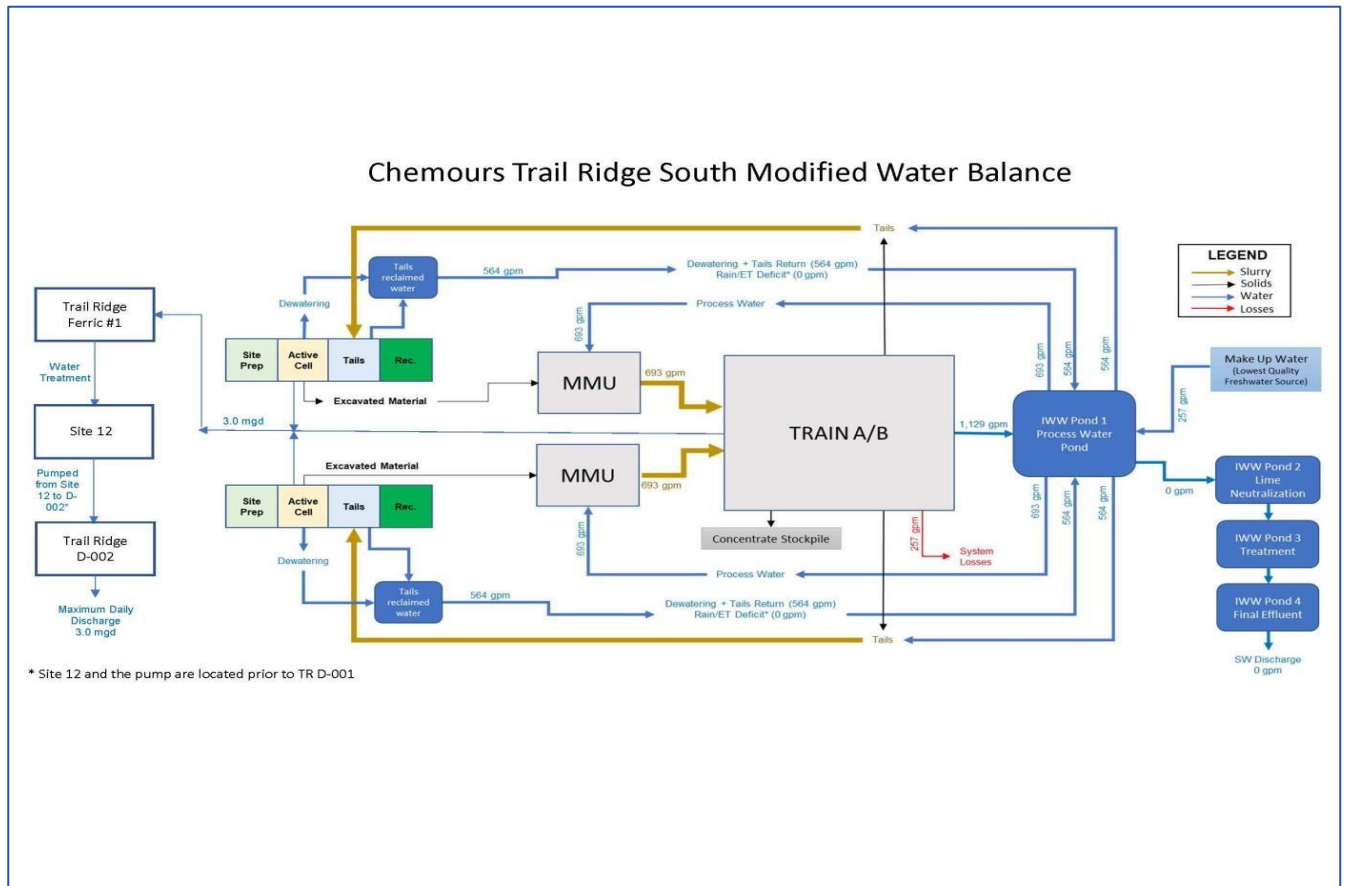 Chemours Trail Ridge South Modified Water Balance
Tails
LEGEND
Slurry
Solids
Water
Losses
Tails
reclaimed
water
564 gpm
Dewatering + Tails Return (564 gpm)
Rain/ET Deficit* (0 gpm)
Dewatering
Process Water
693 gpm
693 gpm
564 gpm
564 gpm
Trail Ridge
Ferric #1
Site
Prep
Active
Cell
Tails
Rec.
MMU
693 gpm
Make Up Water
(Lowest Quality
Freshwater Source)
257 gpm
Water
Treatment
Excavated Material
3.0 mgd
TRAIN A/B
1,129 gpm
IWW Pond 1
Process Water
Pond
Site 12
Excavated Material
MMU
693 gpm
0 gpm
IWW Pond 2
Lime
Neutralization
Pumped
from Site
12 to D-
002*
Site
Prep
Active
Cell
Tails
Rec.
693 gpm
693 gpm
564 gpm
564 gpm
Concentrate Stockpile
257 gpm
System
Losses
IWW Pond 3
Treatment
Trail Ridge
D-002
Dewatering
Process Water
Tails
reclaimed
water
564 gpm
Dewatering + Tails Return (564 gpm)
Rain/ET Deficit* (0 gpm)
IWW Pond 4
Final Effluent
Maximum Daily
Discharge
3.0 mgd
Tails
SW Discharge
0 gpm
* Site 12 and the pump are located prior to TR D-001